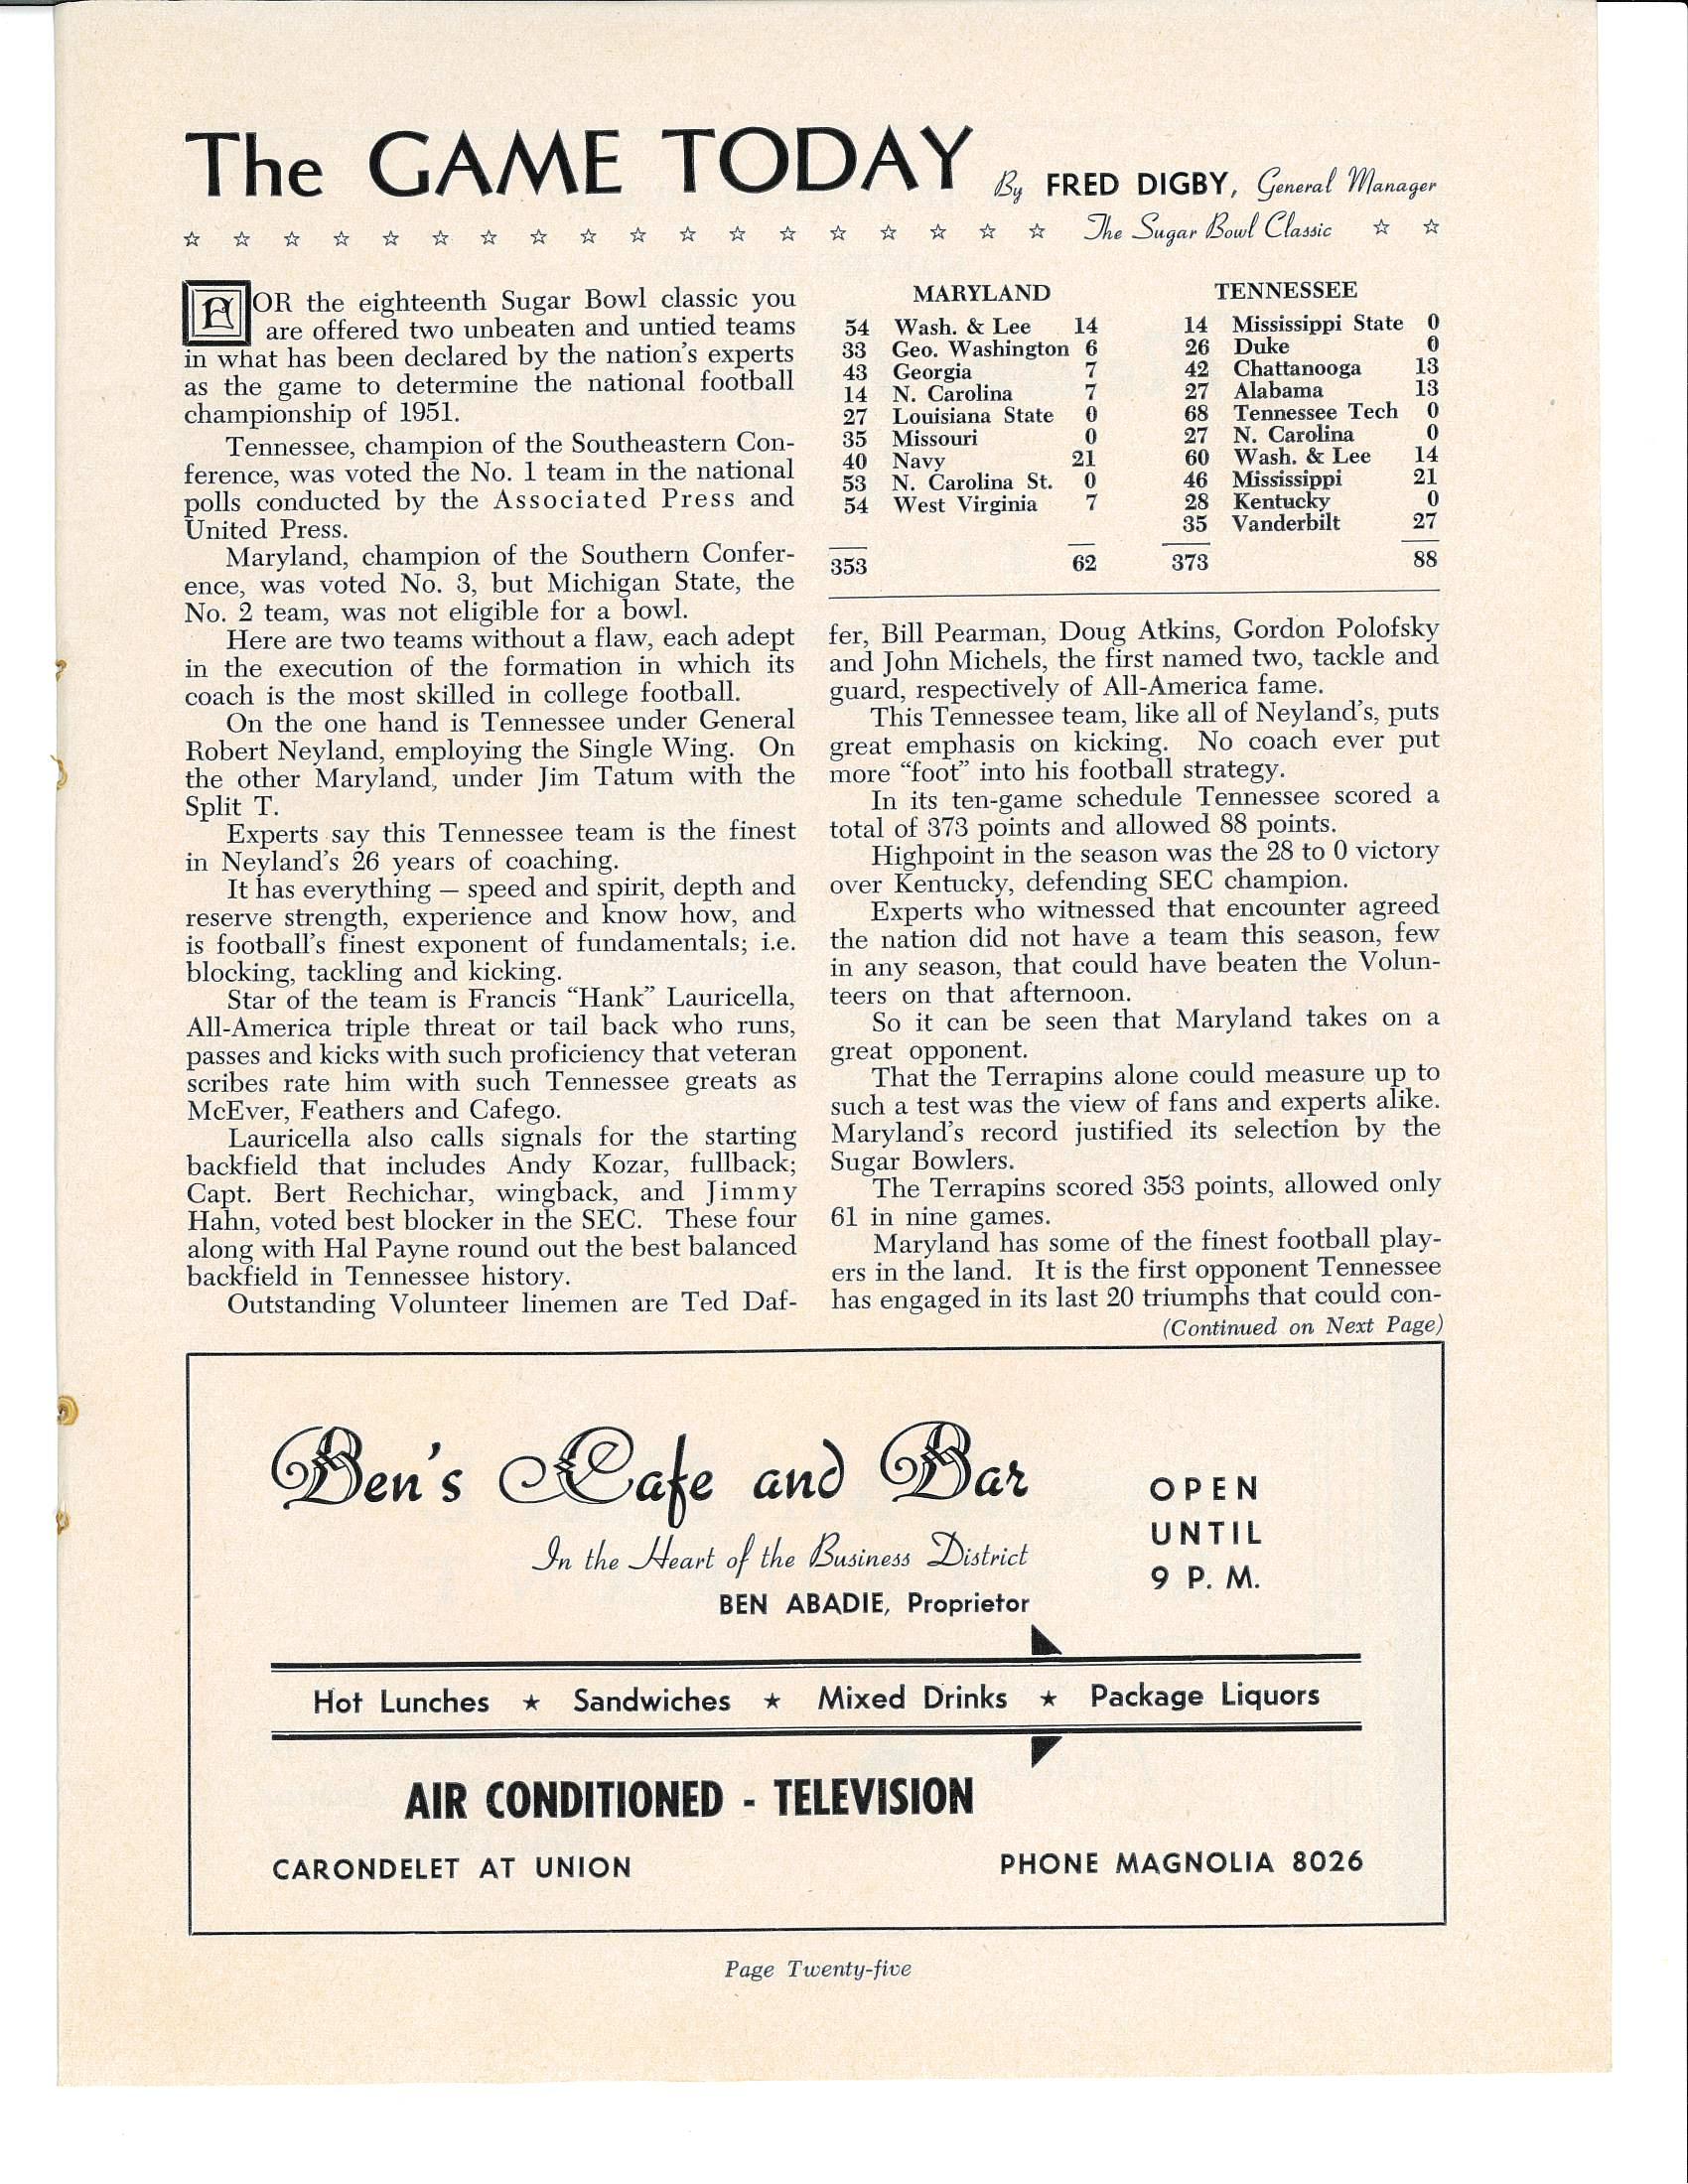 The GAME TODAY By FRED DIGBY, General Manager
The Sugar Bowl Classic
FOR the eighteenth Sugar Bowl classic you
are offered two unbeaten and untied teams
in what has been declared by the nation's experts
as the game to determine the national football
championship of 1951.
Tennessee, champion of the Southeastern Con-
ference, was voted the No. 1 team in the national
polls conducted by the Associated Press and
United Press.
Maryland, champion of the Southern Confer-
ence, was voted No. 3, but Michigan State, the
No. 2 team, was not eligible for a bowl.
Here are two teams without a flaw, each adept
in the execution of the formation in which its
coach is the most skilled in college football.
On the one hand is Tennessee under General
Robert Neyland, employing the Single Wing. On
the other Maryland, under Jim Tatum with the
Split T.
Experts say this Tennessee team is the finest
in Neyland's 26 years of coaching.
It has everything — speed and spirit, depth and
reserve strength, experience and know how, and
is football's finest exponent of fundamentals; i.e.
blocking, tackling and kicking.
Star of the team is Francis "Hank" Lauricella,
All-America triple threat or tail back who runs,
passes and kicks with such proficiency that veteran
scribes rate him with such Tennessee greats as
McEver, Feathers and Cafego.
Lauricella also calls signals for the starting
backfield that includes Andy Kozar, fullback;
Capt. Bert Rechichar, wingback, and Jimmy
Hahn, voted best blocker in the SEC. These four
along with Hal Payne round out the best balanced
backfield in Tennessee history.
Outstanding Volunteer linemen are Ted Daf-
MARYLAND
54 Wash. & Lee 14
33 Geo. Washington 6
43 Georgia 7
14 N. Carolina 7
27 Louisiana State 0
35 Missouri 0
40 Navy 21
53 N. Carolina St. 0
54 West Virginia 7
353 62
TENNESSEE
14 Mississippi State 0
26 Duke 0
42 Chattanooga 13
27 Alabama 13
68 Tennessee Tech 0
27 N. Carolina 0
60 Wash. & Lee 14
46 Mississippi 21
28 Kentucky 0
35 Vanderbilt 27
373 88
fer, Bill Pearman, Doug Atkins, Gordon Polofsky
and John Michels, the first named two, tackle and
guard, respectively of All-America fame.
This Tennessee team, like all of Neyland's, puts
great emphasis on kicking. No coach ever put
more "foot" into his football strategy.
In its ten-game schedule Tennessee scored a
total of 373 points and allowed 88 points.
Highpoint in the season was the 28 to 0 victory
over Kentucky, defending SEC champion.
Experts who witnessed that encounter agreed
the nation did not have a team this season, few
in any season, that could have beaten the Volun-
teers on that afternoon.
So it can be seen that Maryland takes on a
great opponent.
That the Terrapins alone could measure up to
such a test was the view of fans and experts alike.
Maryland's record justified its selection by the
Sugar Bowlers.
The Terrapins scored 353 points, allowed only
61 in nine games.
Maryland has some of the finest football play-
ers in the land. It is the first opponent Tennessee
has engaged in its last 20 triumphs that could con-
(Continued on Next Page)
Ben's Cafe and Bar
In the Heart of the Business District
BEN ABADIE, Proprietor
OPEN
UNTIL
9 P. M.
Hot Lunches ★ Sandwiches ★ Mixed Drinks ★ Package Liquors
AIR CONDITIONED - TELEVISION
CARONDELET AT UNION
PHONE MAGNOLIA 8026
Page Twenty-five